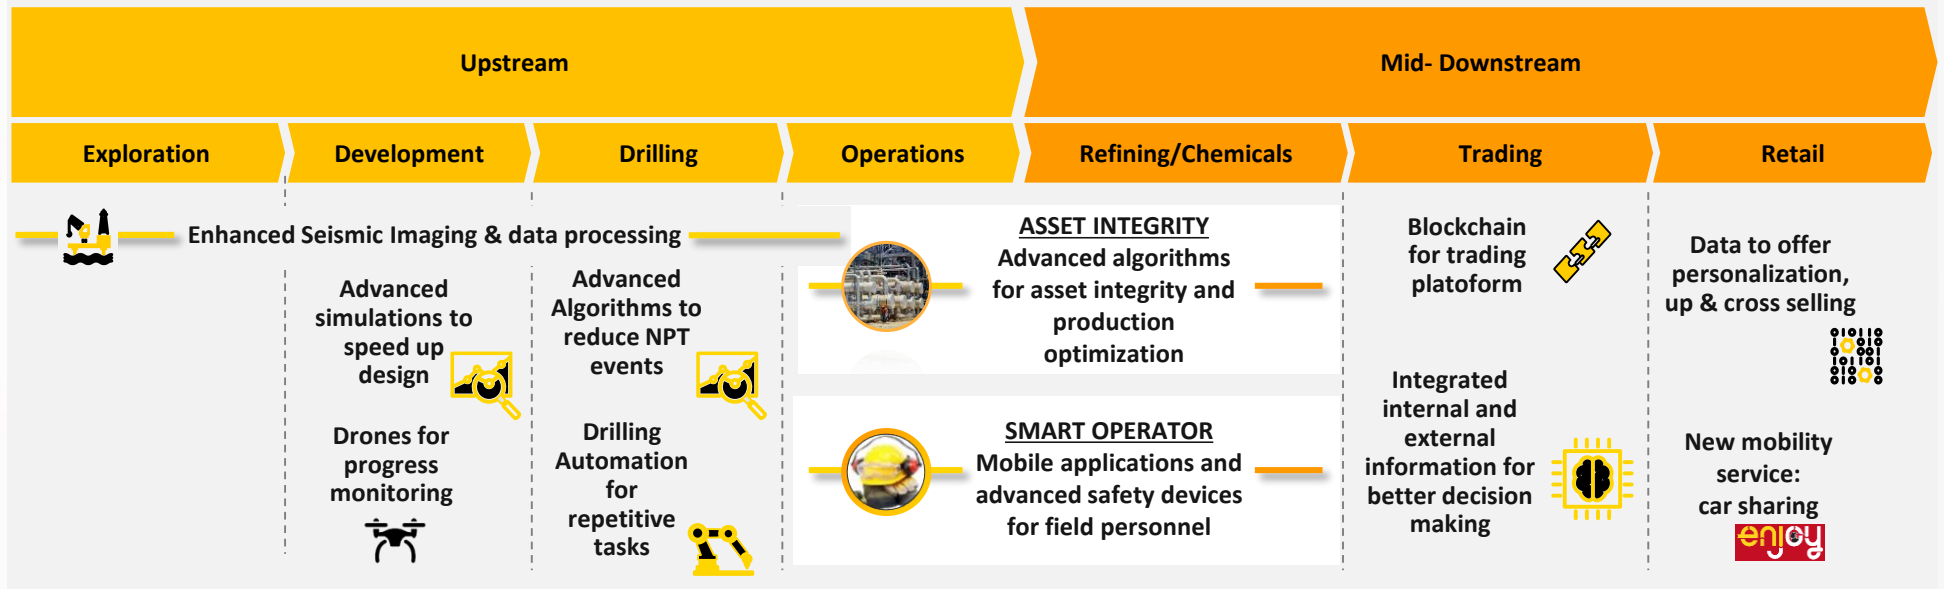 Upstream
Mid- Downstream
Exploration
Development
Drilling
Operations
Refining/Chemicals
Trading
Retail
Enhanced Seismic Imaging & data processing
Advanced
simulations to
speed up
design
Drones for
progress
monitoring
Advanced
Algorithms to
reduce NPT
events
Drilling
Automation
for
repetitive
tasks
ASSET INTEGRITY
Advanced algorithms
for asset integrity and
production
optimization
SMART OPERATOR
Mobile applications and
advanced safety devices
for field personnel
Blockchain
for trading
platoform
Integrated
internal and
external
information for
better decision
making
Data to offer
personalization,
up & cross selling
New mobility
service:
car sharing
enjoy